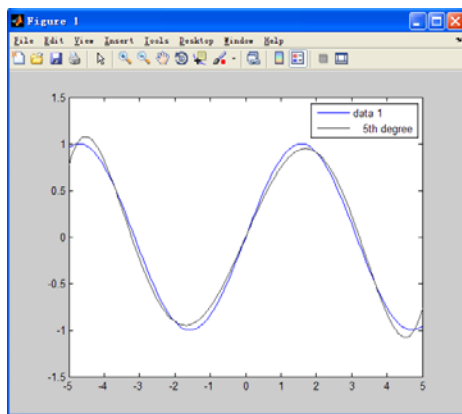 Figure 1
File Edit View Insert Tools Desktop Window Help
1.5
data 1
5th degree
1
0.5
0
-0.5
-1
-1.5
-5 -4 -3 -2 -1 0 1 2 3 4 5